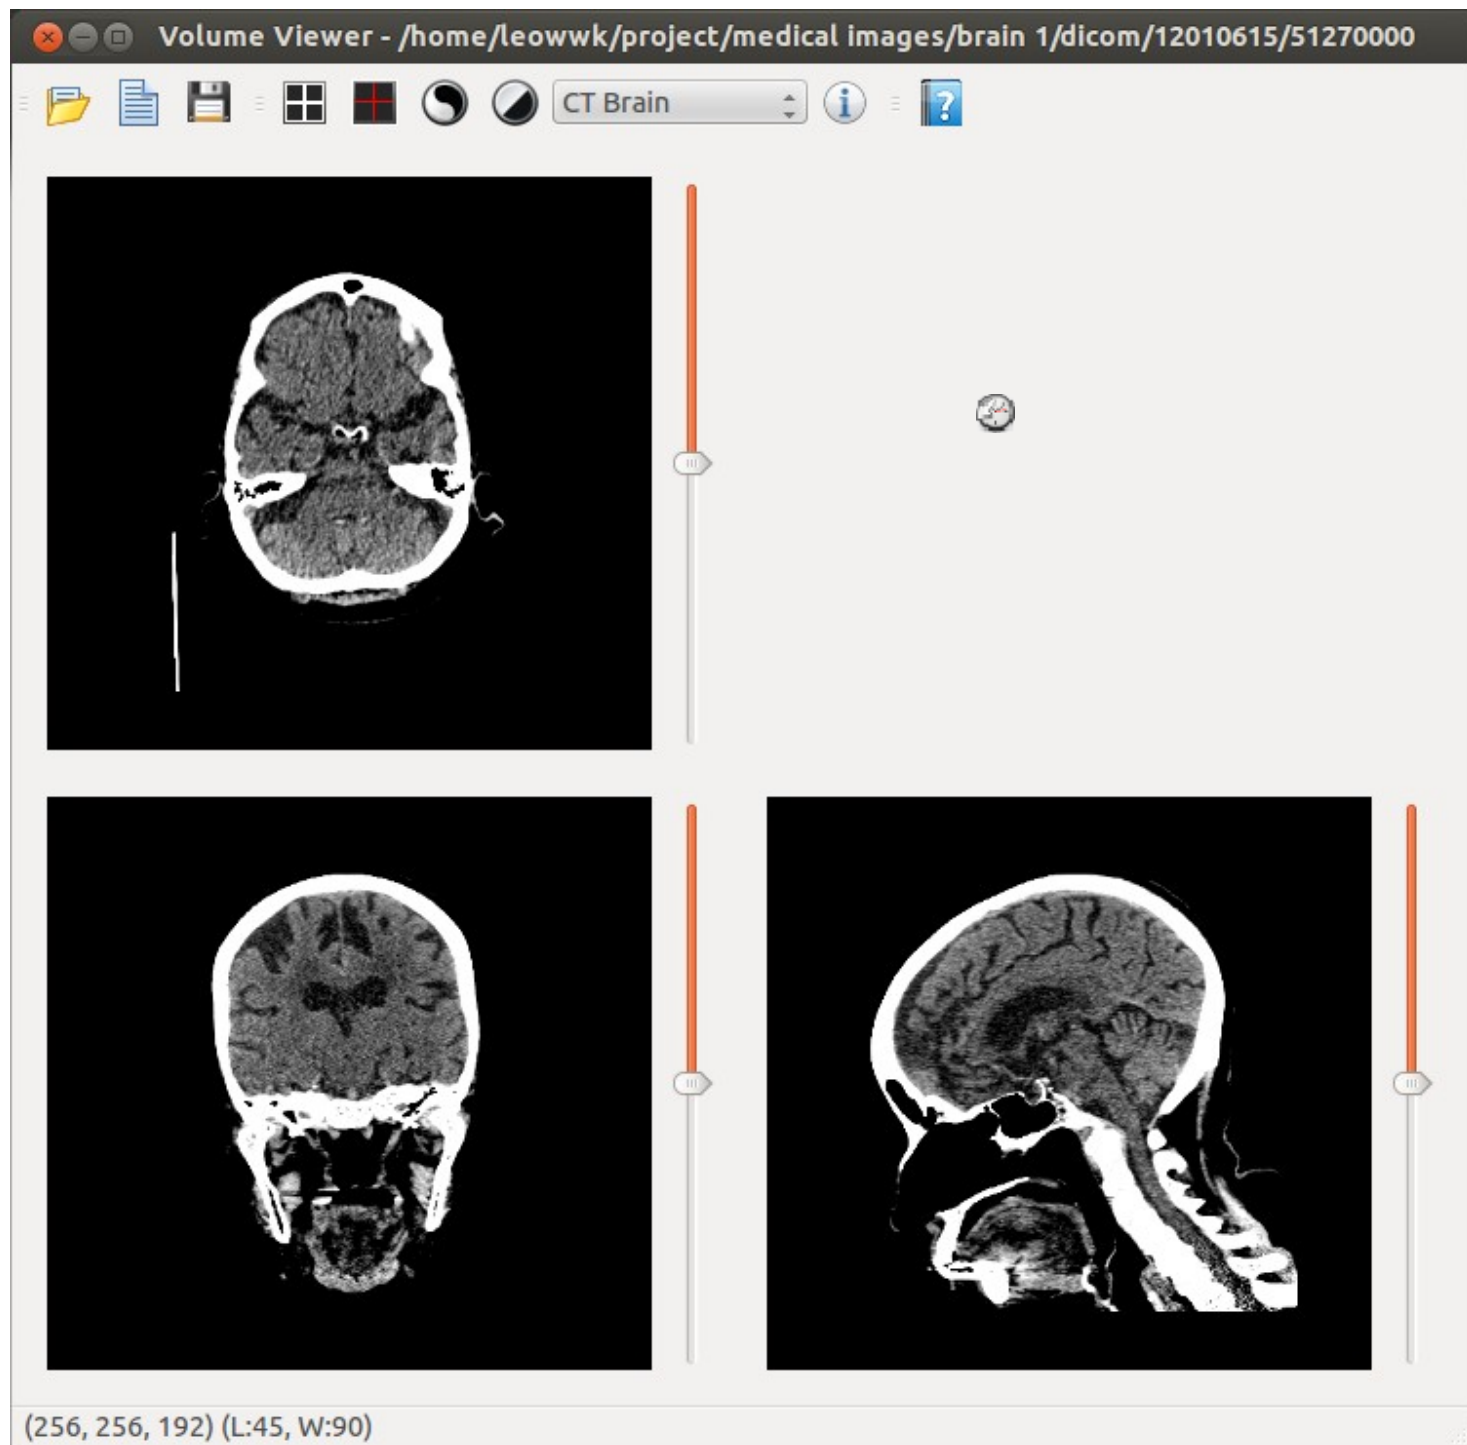 Volume Viewer - /home/leowwk/project/medical images/brain 1/dicom/12010615/51270000
CT Brain
(256, 256, 192) (L:45, W:90)